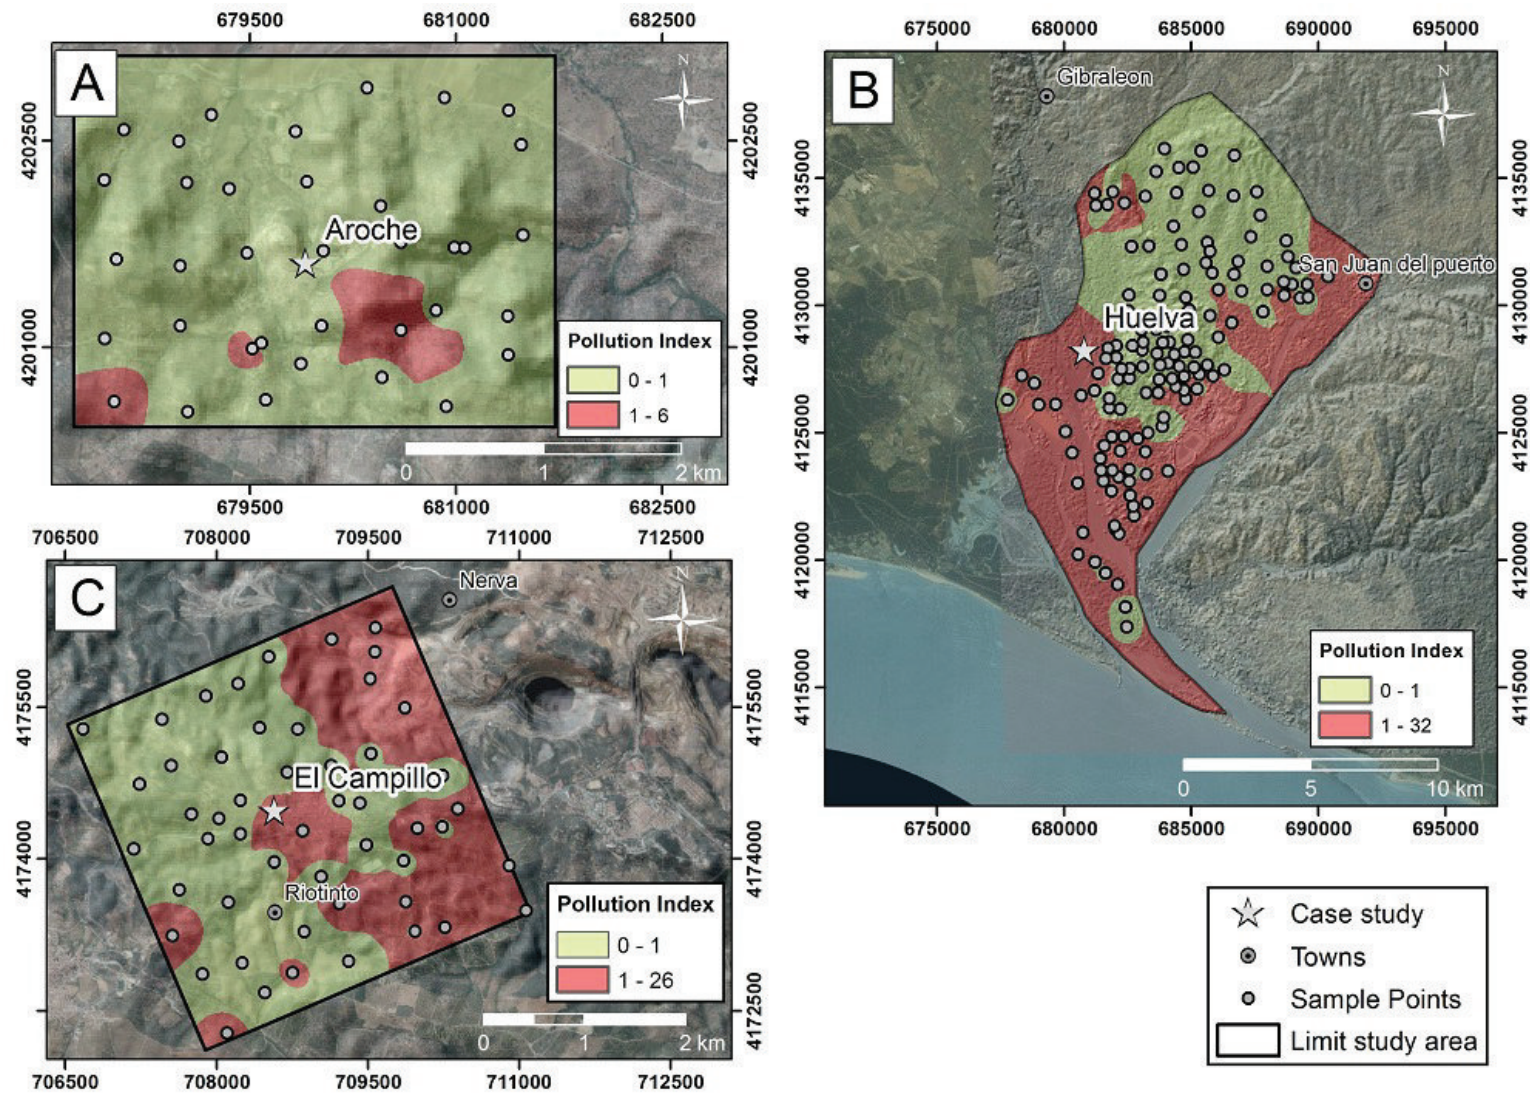 679500 681000 682500
A
N
4202500
4202500
Aroche
4201000
4201000
Pollution Index
0 - 1
1 - 6
0 1 2 km
679500 681000 682500
675000 680000 685000 690000 695000
B
Gibraleon
N
4135000
4135000
San Juan del puerto
4130000
4130000
Huelva
4125000
4125000
4120000
4120000
Pollution Index
0 - 1
1 - 32
4115000
4115000
0 5 10 km
675000 680000 685000 690000 695000
706500 708000 709500 711000 712500
C
Nerva
N
4175500
4175500
El Campillo
4174000
4174000
Riotinto
Pollution Index
0 - 1
1 - 26
4172500
4172500
0 1 2 km
706500 708000 709500 711000 712500
Case study
Towns
Sample Points
Limit study area